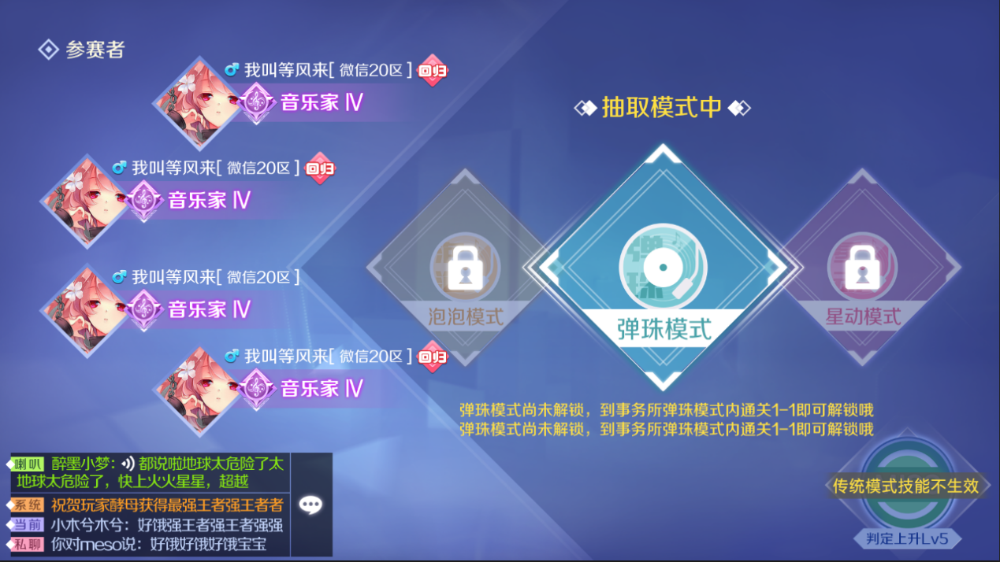 参赛者
我叫等风来[ 微信20区 ] 回归
音乐家 Ⅳ
我叫等风来[ 微信20区 ] 回归
音乐家 Ⅳ
我叫等风来[ 微信20区 ]
音乐家 Ⅳ
我叫等风来[ 微信20区 ] 回归
音乐家 Ⅳ
抽取模式中
泡泡模式
弹珠
弹珠模式
星动模式
弹珠模式尚未解锁，到事务所弹珠模式内通关1-1即可解锁哦
弹珠模式尚未解锁，到事务所弹珠模式内通关1-1即可解锁哦
传统模式技能不生效
判定上升Lv5
喇叭 醉墨小梦： 都说啦地球太危险了太
地球太危险了，快上火火星星，超越
系统 祝贺玩家酵母获得最强王者强王者者
当前 小木兮木兮：好饿强王者强王者强强
私聊 你对meso说：好饿好饿好饿宝宝